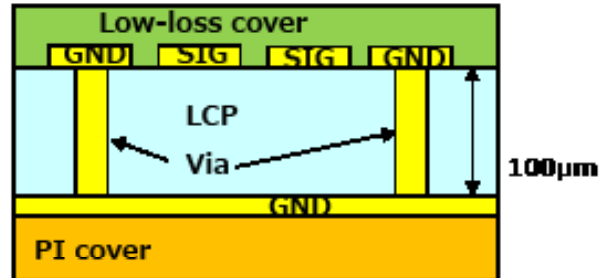 Low-loss cover
GND SIG SIG GND
LCP
Via
100μm
GND
PI cover